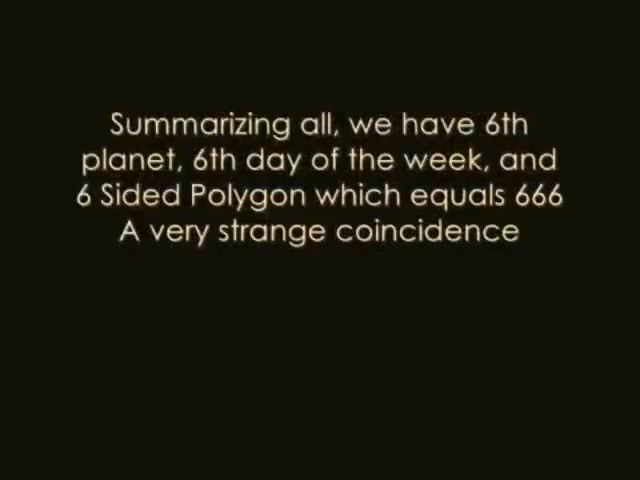 Summarizing all, we have 6th
planet, 6th day of the week, and
6 Sided Polygon which equals 666
A very strange coincidence